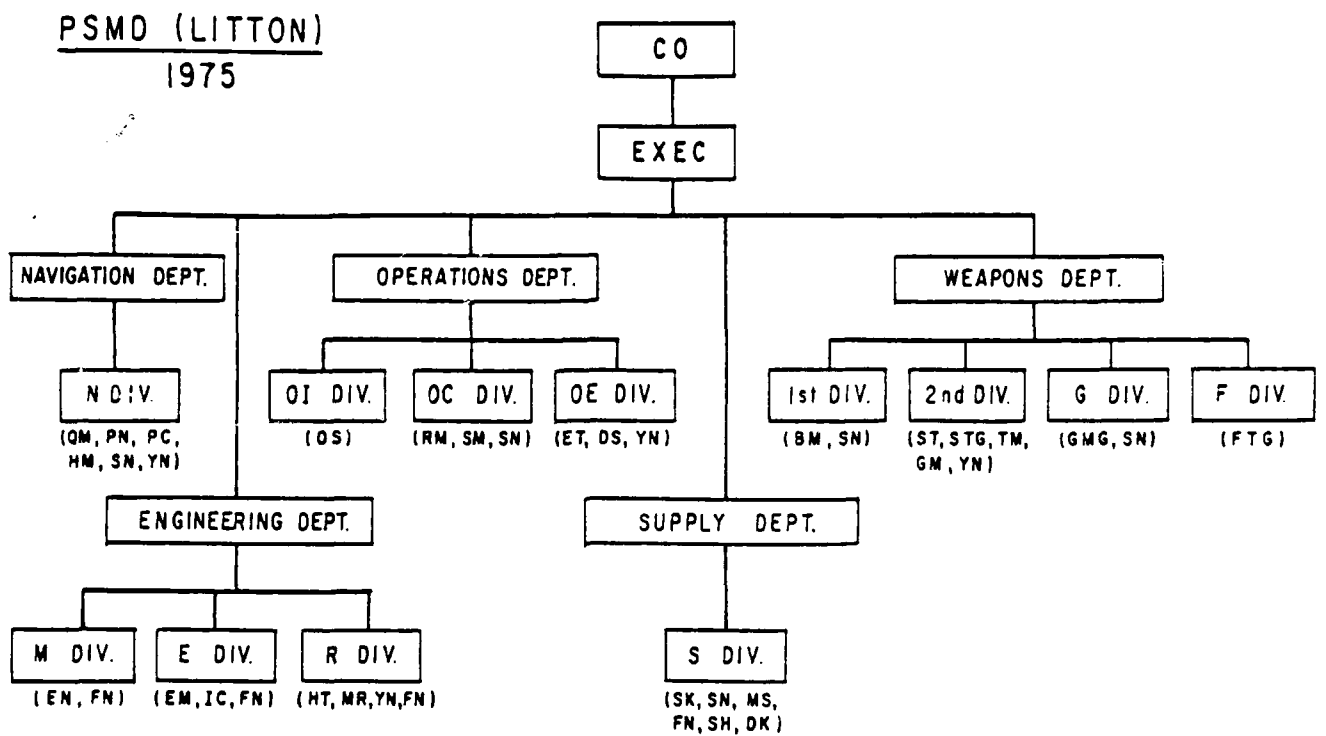 PSMD (LITTON)
1975
CO
EXEC
NAVIGATION DEPT.
OPERATIONS DEPT.
WEAPONS DEPT.
N DIV.
OI DIV.
OC DIV.
OE DIV.
1st DIV.
2nd DIV.
G DIV.
F DIV.
(QM, PN, PC,
HM, SN, YN)
(OS)
(RM, SM, SN)
(ET, DS, YN)
(BM, SN)
(ST, STG, TM,
GM, YN)
(GMG, SN)
(FTG)
ENGINEERING DEPT.
SUPPLY DEPT.
M DIV.
E DIV.
R DIV.
S DIV.
(EN, FN)
(EM, IC, FN)
(HT, MR, YN, FN)
(SK, SN, MS,
FN, SH, DK)